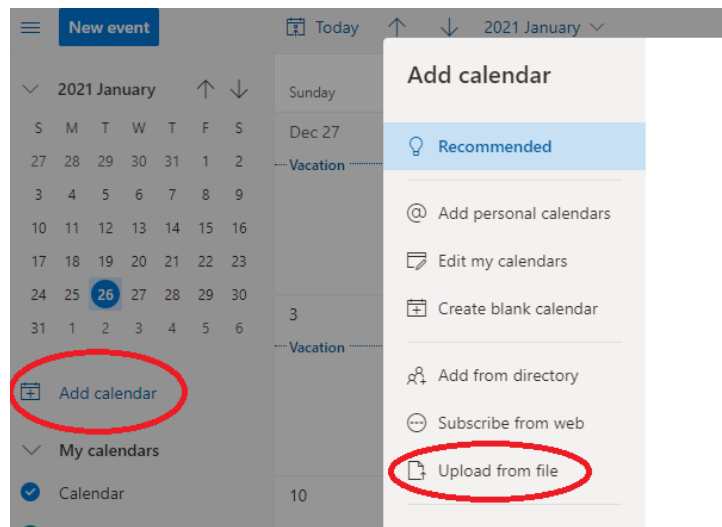 New event
Today
2021 January
2021 January
S M T W T F S
27 28 29 30 31 1 2
3 4 5 6 7 8 9
10 11 12 13 14 15 16
17 18 19 20 21 22 23
24 25 26 27 28 29 30
31 1 2 3 4 5 6
Add calendar
My calendars
Calendar
Sunday
Dec 27
Vacation
3
Vacation
10
Add calendar
Recommended
Add personal calendars
Edit my calendars
Create blank calendar
Add from directory
Subscribe from web
Upload from file